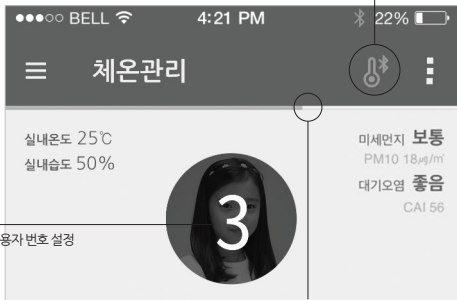 BELL 4:21 PM 22%
체온관리
실내온도 25℃
실내습도 50%
미세먼지 보통
PM10 18㎍/㎥
대기오염 좋음
CAI 56
3
용자 번호 설정